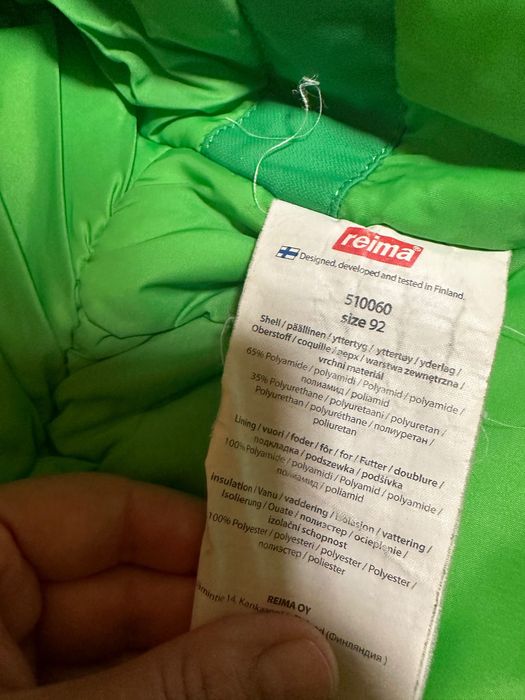 reima®
Designed, developed and tested in Finland.
510060
size 92
Shell / päällinen / yttertyg / yttertøy / yderlag /
Oberstoff / coquille / верх / warstwa zewnętrzna /
vrchní materiál
65% Polyamide / polyamidi / Polyamid / polyamide /
полиамид / poliamid
35% Polyurethane / polyuretaani / polyuretan /
Polyurethan / polyuréthane / полиуретан /
poliuretan
Lining / vuori / foder / fôr / for / Futter / doublure /
подкладка / podszewka / podšívka
100% Polyamide / polyamidi / Polyamid / polyamide /
полиамид / poliamid
Insulation / Vanu / vaddering / Isolasjon / vattering /
Isolierung / Ouate / полиэстер / ocieplenie /
izolační schopnost
100% Polyester / polyesteri / polyester / Polyester /
полиэстер / poliester
REIMA OY
14, (Финляндия)